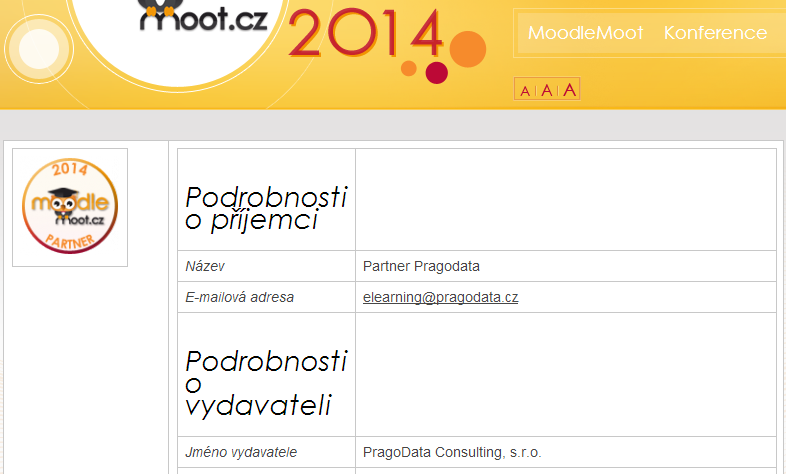 moot.cz
2014
MoodleMoot Konference
A A A
2014
moodle
moot.cz
PARTNER
Podrobnosti
o příjemci
Název Partner Pragodata
E-mailová adresa elearning@pragodata.cz
Podrobnosti
o
vydavateli
Jméno vydavatele PragoData Consulting, s.r.o.